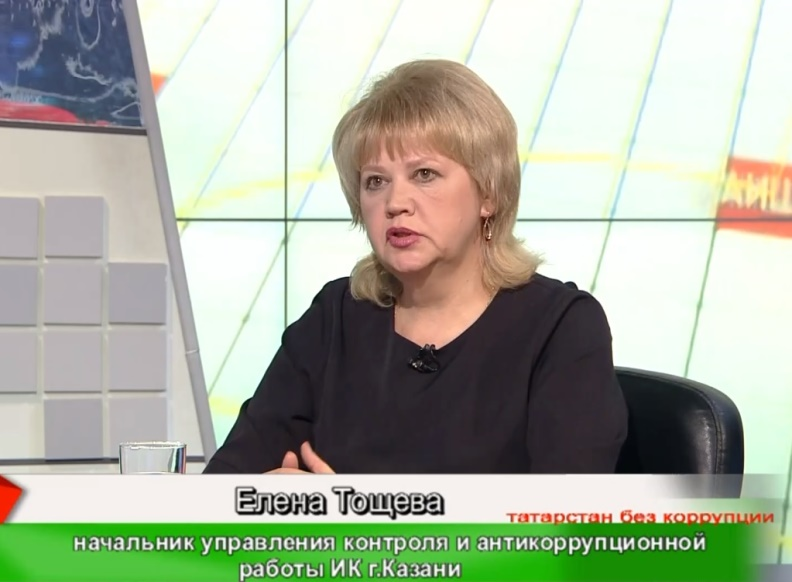 Елена Тощева
татарстан без коррупции
начальник управления контроля и антикоррупционной
работы ИК г.Казани